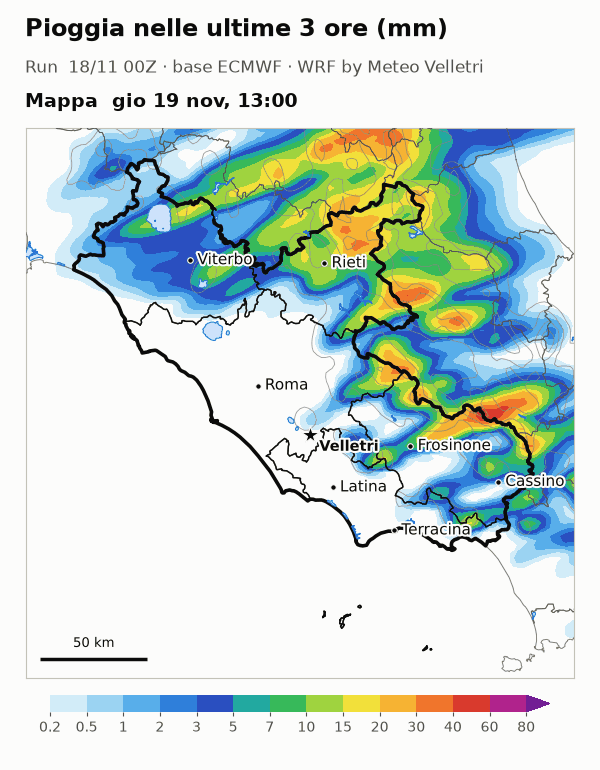 Pioggia nelle ultime 3 ore (mm)
Run 18/11 00Z · base ECMWF · WRF by Meteo Velletri
Mappa gio 19 nov, 13:00
Viterbo
Rieti
Roma
Velletri
Frosinone
Latina
Cassino
Terracina
50 km
0.2 0.5 1 2 3 5 7 10 15 20 30 40 60 80